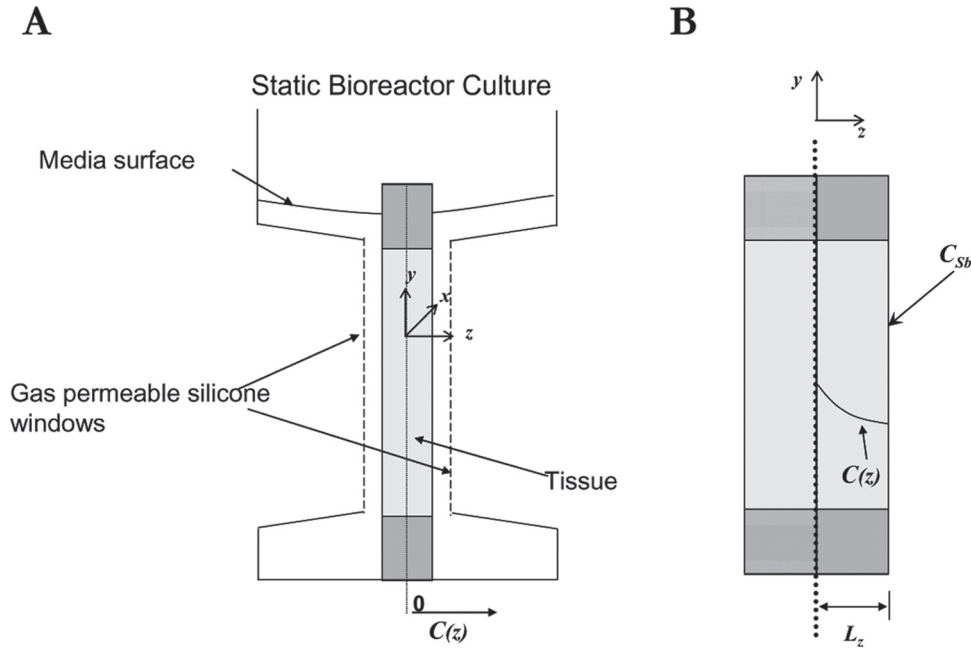 A
B
Static Bioreactor Culture
Media surface
y
x
z
Gas permeable silicone
windows
Tissue
0
C(z)
y
z
C_Sb
C(z)
L_z